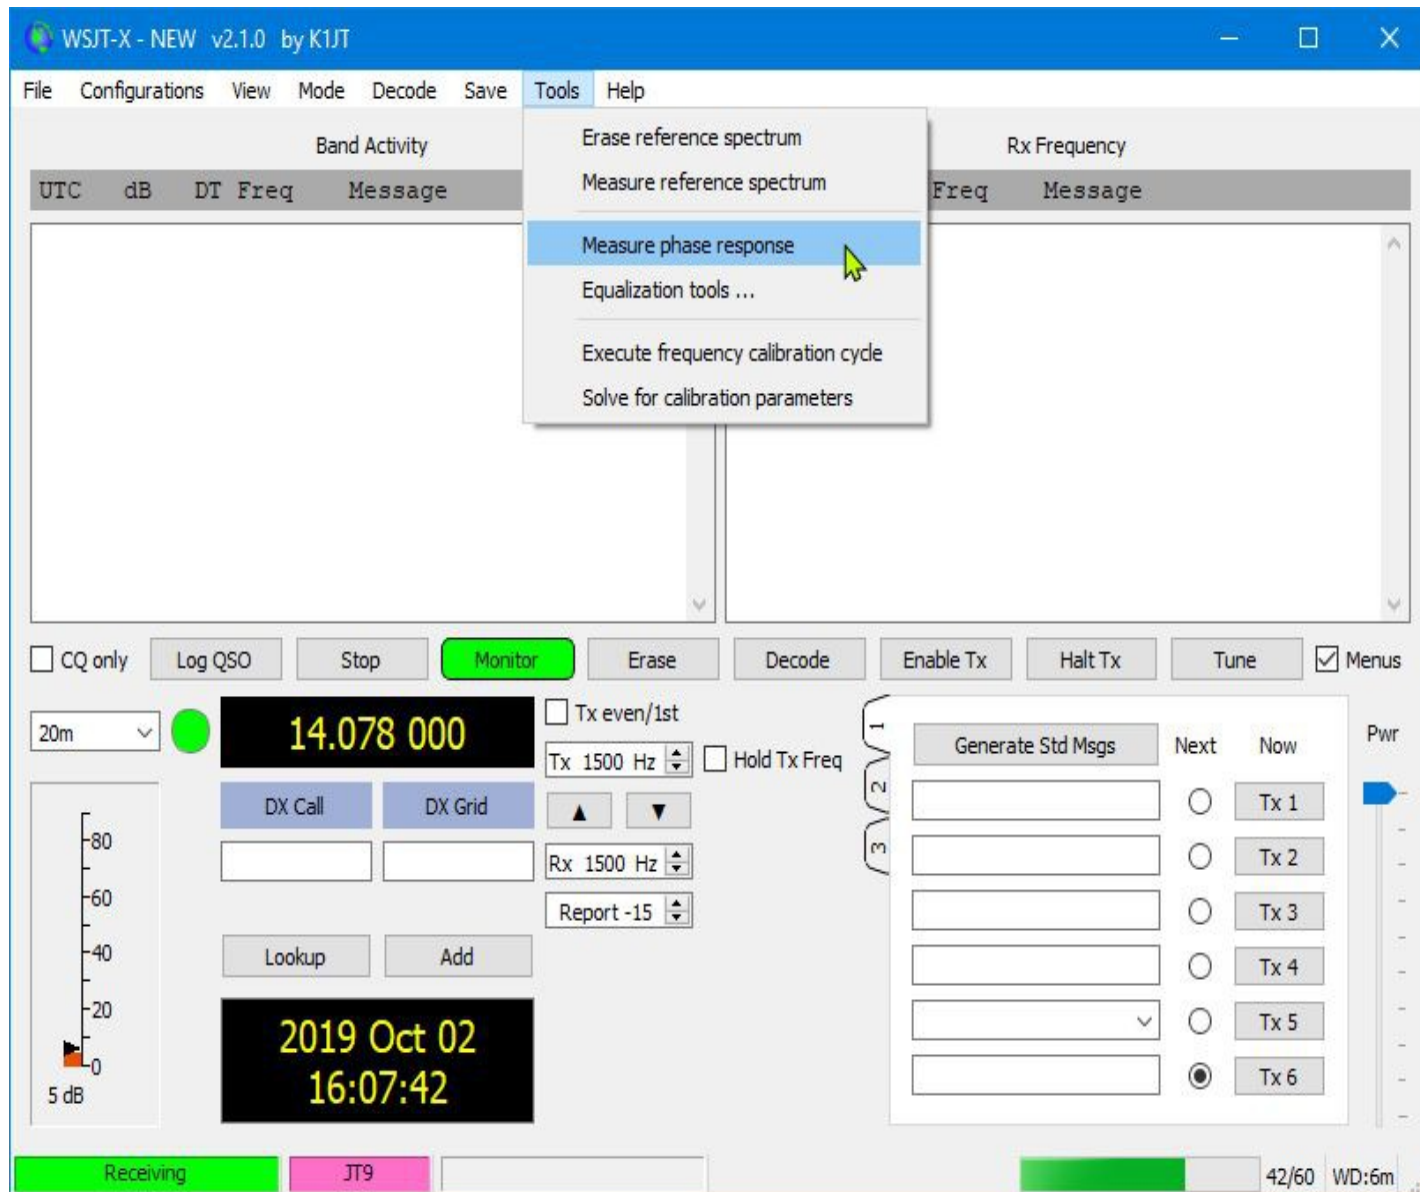 WSJT-X - NEW v2.1.0 by K1JT
File Configurations View Mode Decode Save Tools Help
Erase reference spectrum
Measure reference spectrum
Measure phase response
Equalization tools ...
Execute frequency calibration cycle
Solve for calibration parameters
Band Activity
Rx Frequency
UTC dB DT Freq Message
Freq Message
CQ only Log QSO Stop Monitor Erase Decode Enable Tx Halt Tx Tune Menus
20m
14.078 000
Tx even/1st
Tx 1500 Hz
Hold Tx Freq
DX Call DX Grid
Rx 1500 Hz
Report -15
Lookup Add
2019 Oct 02
16:07:42
80
60
40
20
0
5 dB
1
2
3
Generate Std Msgs Next Now
Tx 1
Tx 2
Tx 3
Tx 4
Tx 5
Tx 6
Pwr
Receiving JT9 42/60 WD:6m